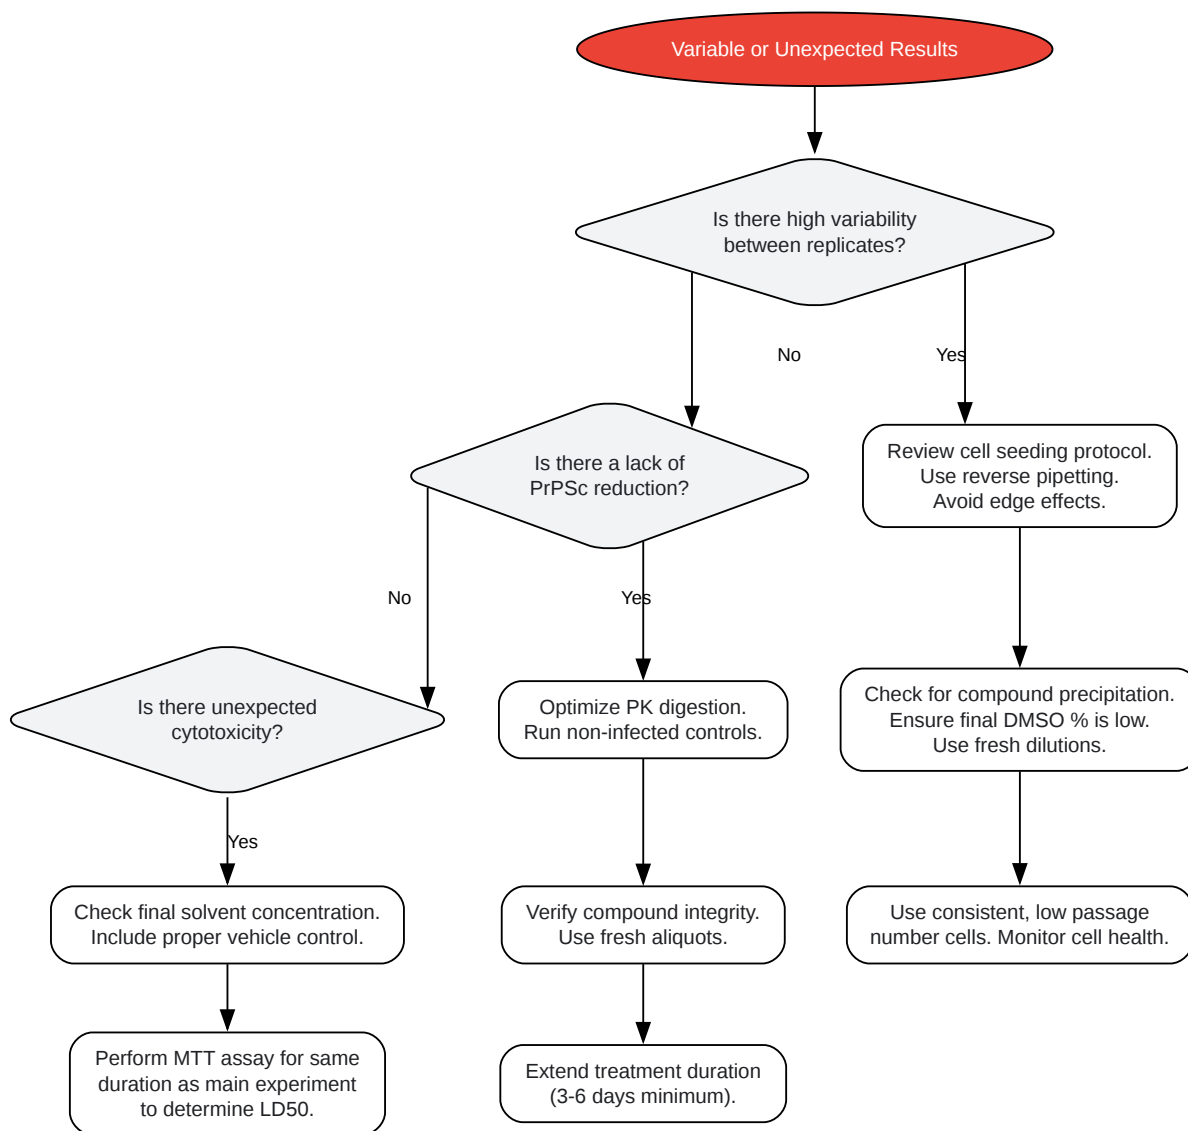 Variable or Unexpected Results
Is there high variability
between replicates?
No
Yes
Is there a lack of
PrPSc reduction?
Review cell seeding protocol.
Use reverse pipetting.
Avoid edge effects.
No
Yes
Is there unexpected
cytotoxicity?
Optimize PK digestion.
Run non-infected controls.
Check for compound precipitation.
Ensure final DMSO % is low.
Use fresh dilutions.
Yes
Check final solvent concentration.
Include proper vehicle control.
Verify compound integrity.
Use fresh aliquots.
Use consistent, low passage
number cells. Monitor cell health.
Perform MTT assay for same
duration as main experiment
to determine LD50.
Extend treatment duration
(3-6 days minimum).